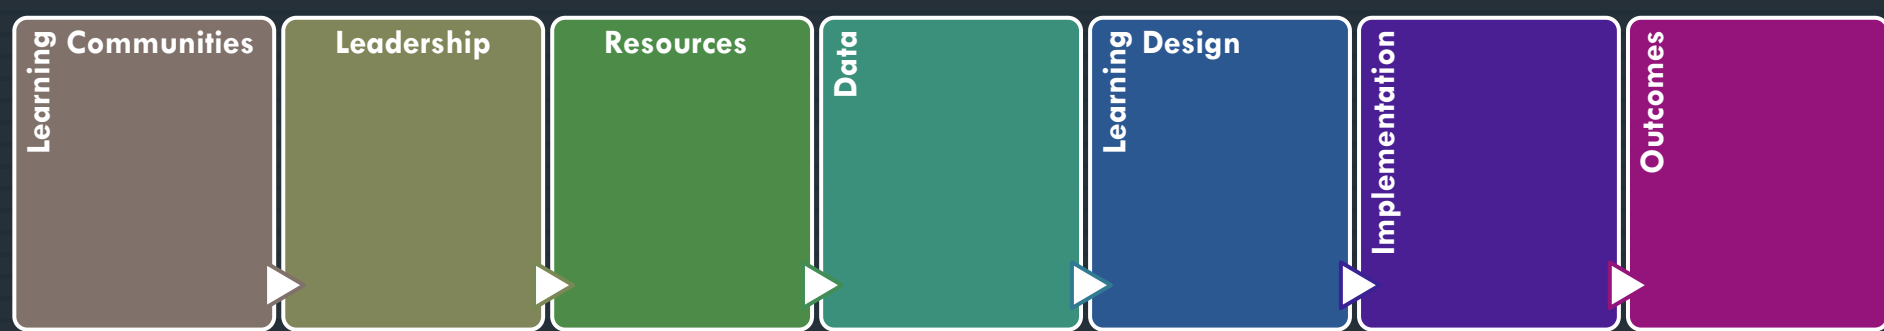 Learning
Communities
Leadership
Resources
Data
Learning
Design
Implementation
Outcomes